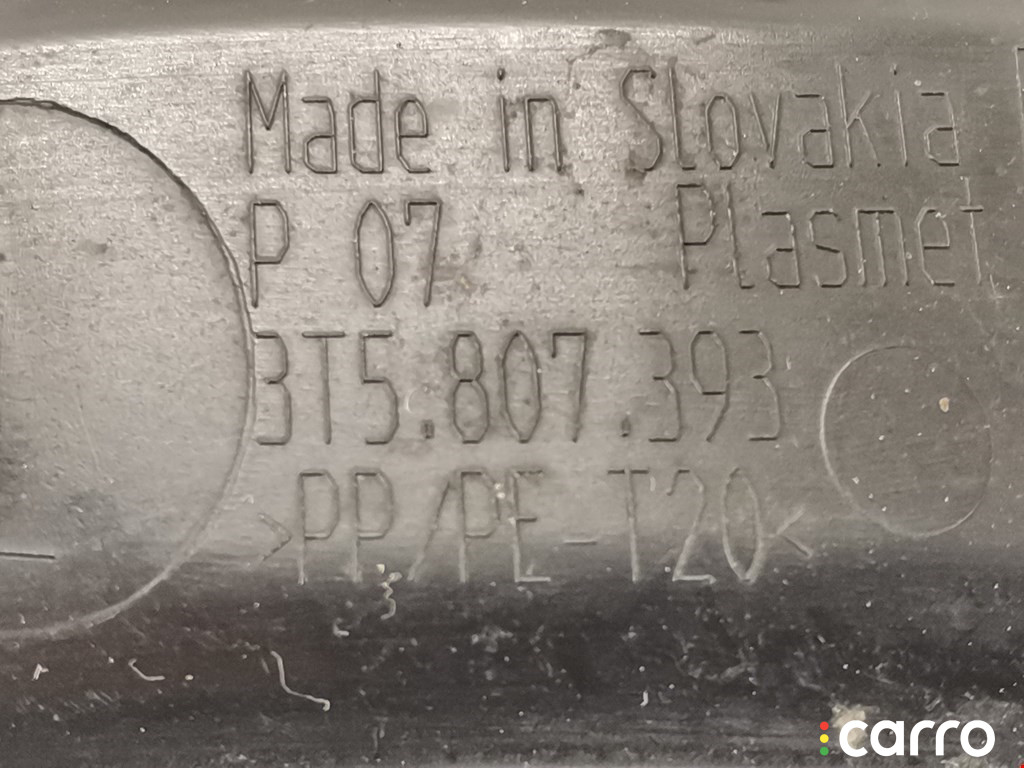 Made in Slovakia
P 07 Plasmet
3T5.807.393
>PP/PE-T20<
carro